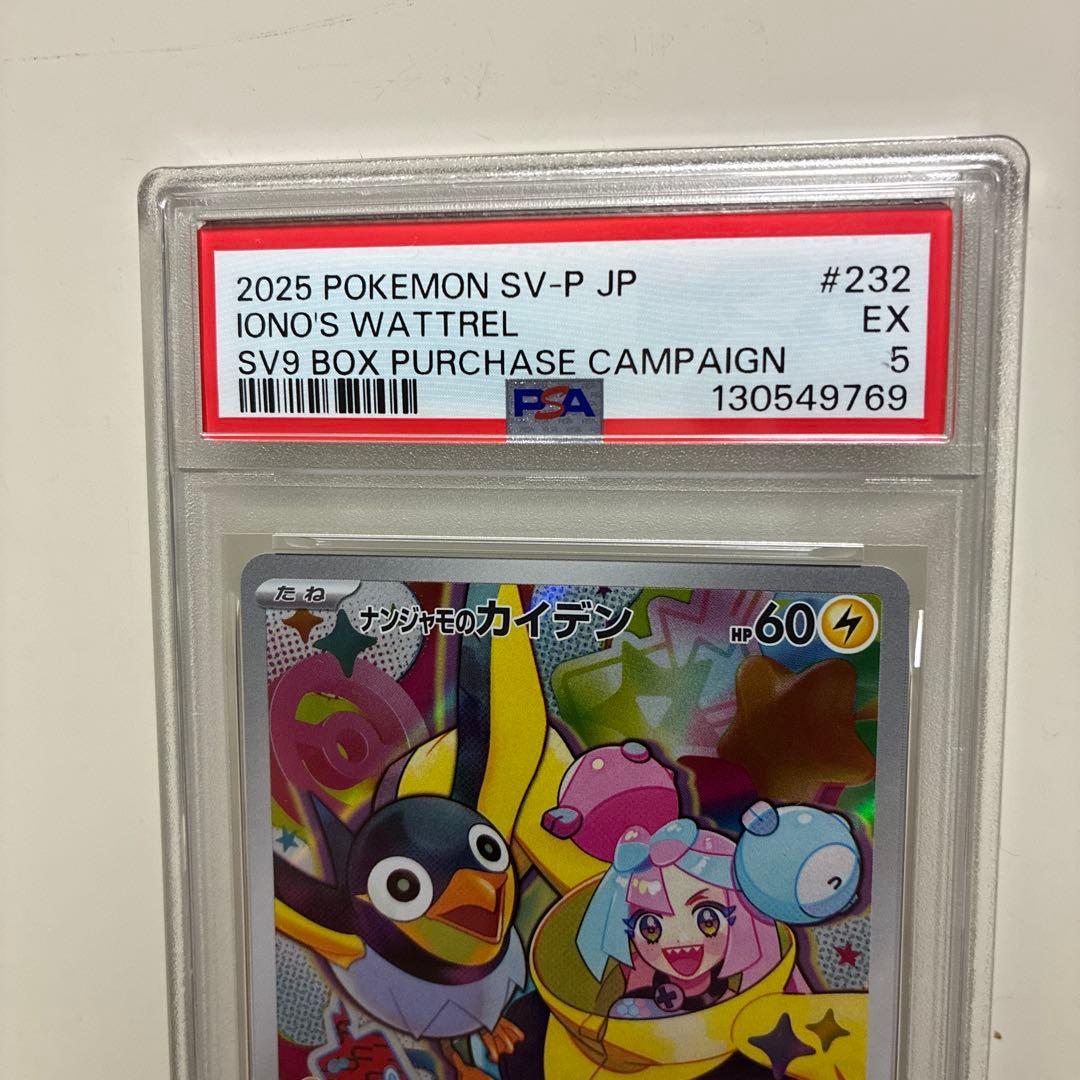 2025 POKEMON SV-P JP #232
IONO'S WATTREL EX
SV9 BOX PURCHASE CAMPAIGN 5
PSA 130549769
たね ナンジャモのカイデン HP60